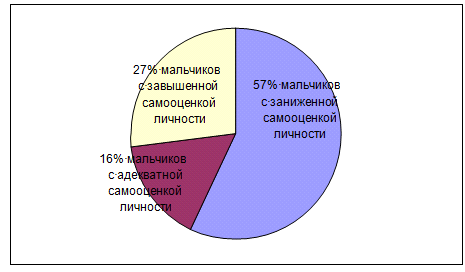 27% мальчиков
с завышенной
самооценкой
личности
57% мальчиков
с заниженной
самооценкой
личности
16% мальчиков
с адекватной
самооценкой
личности